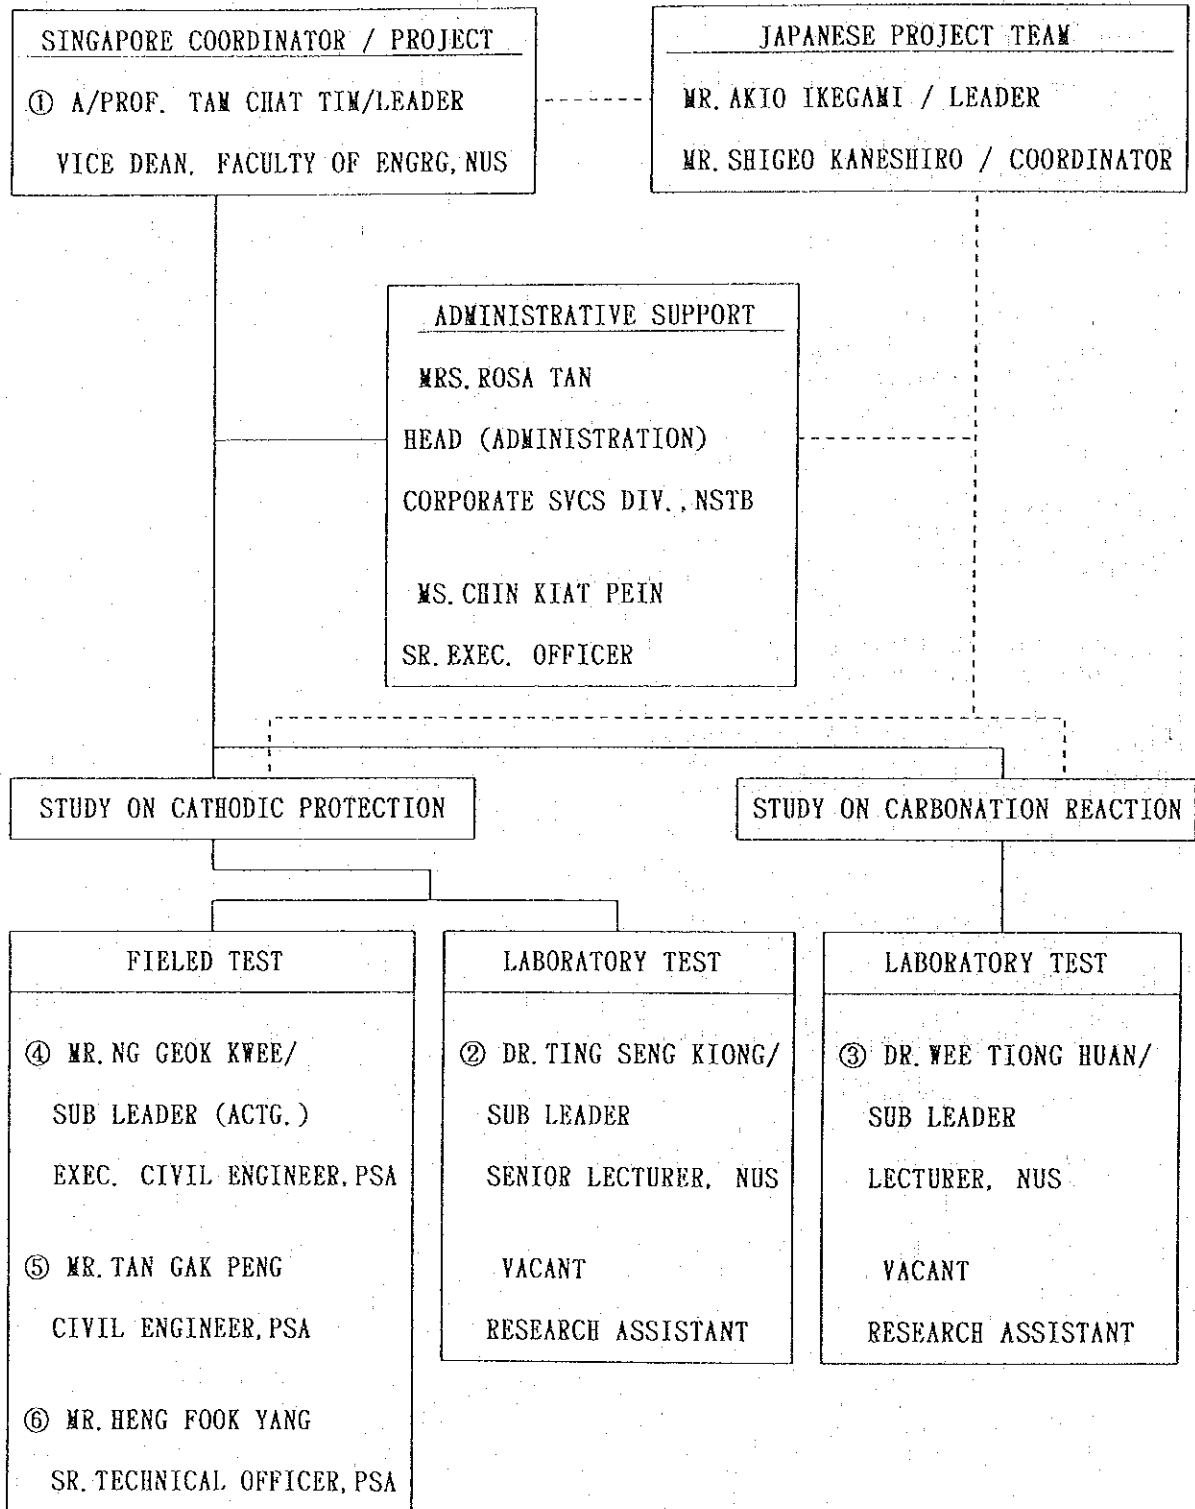 SINGAPORE COORDINATOR / PROJECT
① A/PROF. TAM CHAT TIM/LEADER
VICE DEAN, FACULTY OF ENGRG, NUS
JAPANESE PROJECT TEAM
MR. AKIO IKEGAMI / LEADER
MR. SHIGEO KANESHIRO / COORDINATOR
ADMINISTRATIVE SUPPORT
MRS. ROSA TAN
HEAD (ADMINISTRATION)
CORPORATE SVCS DIV., NSTB
MS. CHIN KIAT PEIN
SR. EXEC. OFFICER
STUDY ON CATHODIC PROTECTION
STUDY ON CARBONATION REACTION
FIELED TEST
④ MR. NG GEOK KWEE/
SUB LEADER (ACTG.)
EXEC. CIVIL ENGINEER, PSA
⑤ MR. TAN GAK PENG
CIVIL ENGINEER, PSA
⑥ MR. HENG FOOK YANG
SR. TECHNICAL OFFICER, PSA
LABORATORY TEST
② DR. TING SENG KIONG/
SUB LEADER
SENIOR LECTURER, NUS
VACANT
RESEARCH ASSISTANT
LABORATORY TEST
③ DR. WEE TIONG HUAN/
SUB LEADER
LECTURER, NUS
VACANT
RESEARCH ASSISTANT